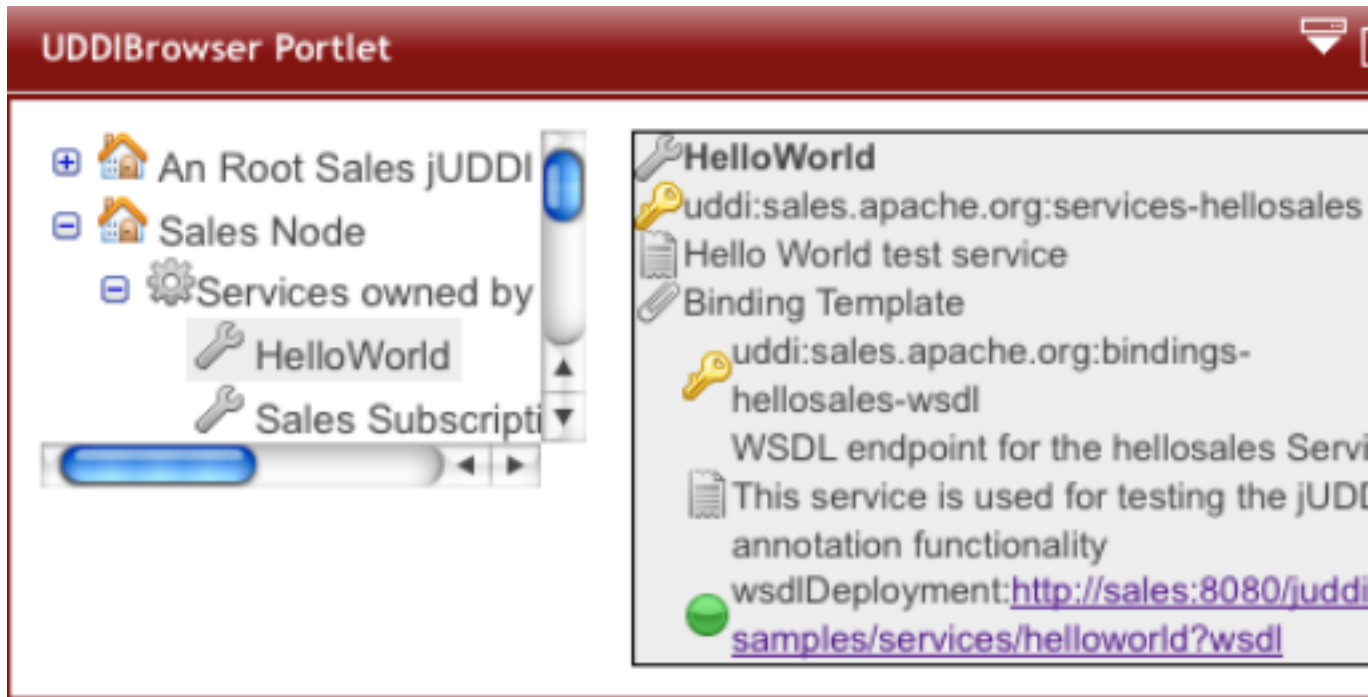 UDDIBrowser Portlet
An Root Sales jUDDI
Sales Node
Services owned by
HelloWorld
Sales Subscripti
HelloWorld
uddi:sales.apache.org:services-hellosales
Hello World test service
Binding Template
uddi:sales.apache.org:bindings-
hellosales-wsdl
WSDL endpoint for the hellosales Servi
This service is used for testing the jUDD
annotation functionality
wsdlDeployment:http://sales:8080/juddi
samples/services/helloworld?wsdl